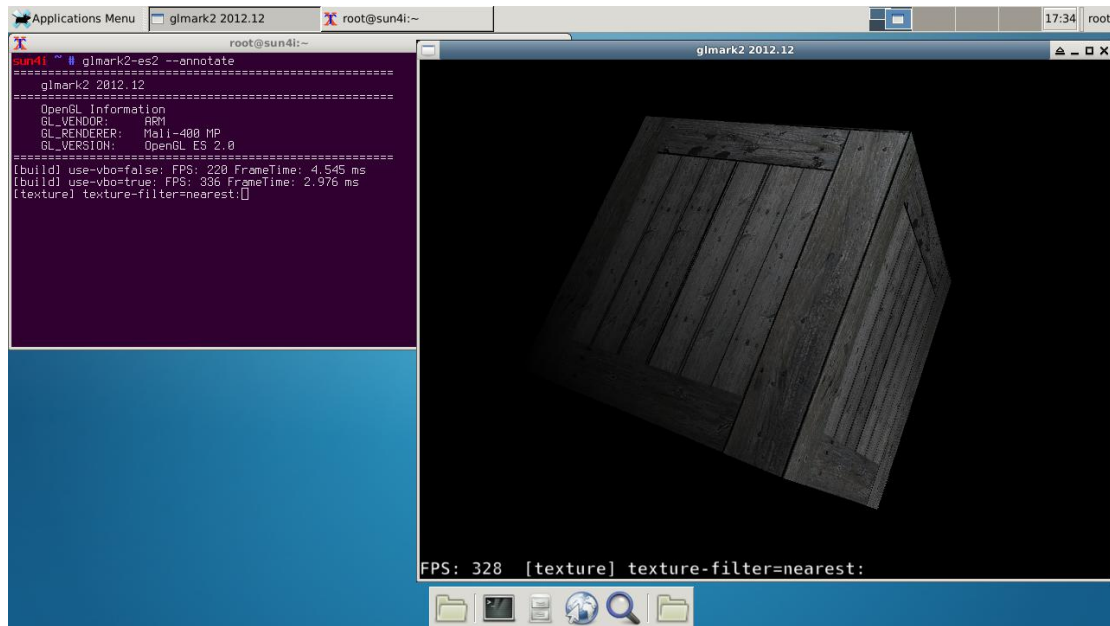 Applications Menu
glmark2 2012.12
root@sun4i:~
17:34
root
root@sun4i:~
sun4i ~ # glmark2-es2 --annotate
=======================================================
glmark2 2012.12
=======================================================
OpenGL Information
GL_VENDOR: ARM
GL_RENDERER: Mali-400 MP
GL_VERSION: OpenGL ES 2.0
=======================================================
[build] use-vbo=false: FPS: 220 FrameTime: 4.545 ms
[build] use-vbo=true: FPS: 336 FrameTime: 2.976 ms
[texture] texture-filter=nearest:
glmark2 2012.12
FPS: 328 [texture] texture-filter=nearest: